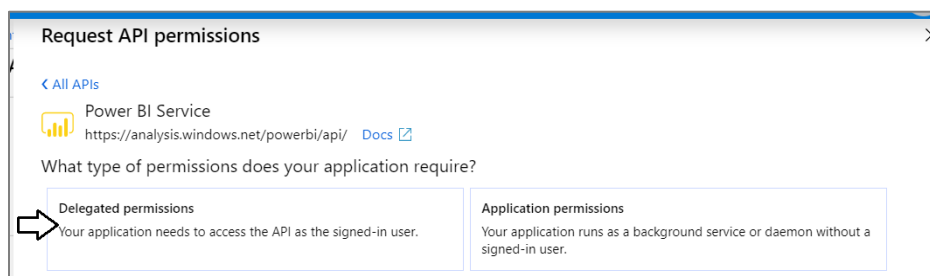 Request API permissions
All APIs
Power BI Service
https://analysis.windows.net/powerbi/api/ Docs
What type of permissions does your application require?
Delegated permissions
Your application needs to access the API as the signed-in user.
Application permissions
Your application runs as a background service or daemon without a
signed-in user.